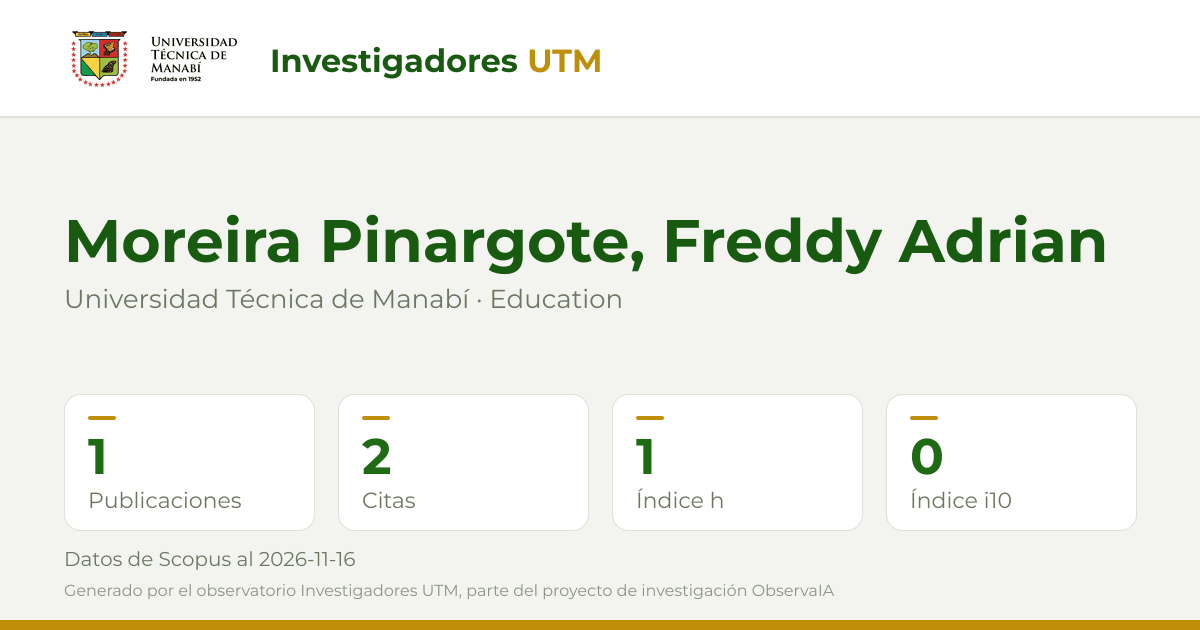 UNIVERSIDAD
TÉCNICA DE
MANABÍ
Fundada en 1952
Investigadores UTM
Moreira Pinargote, Freddy Adrian
Universidad Técnica de Manabí · Education
1
Publicaciones
2
Citas
1
Índice h
0
Índice i10
Datos de Scopus al 2026-11-16
Generado por el observatorio Investigadores UTM, parte del proyecto de investigación ObservaIA